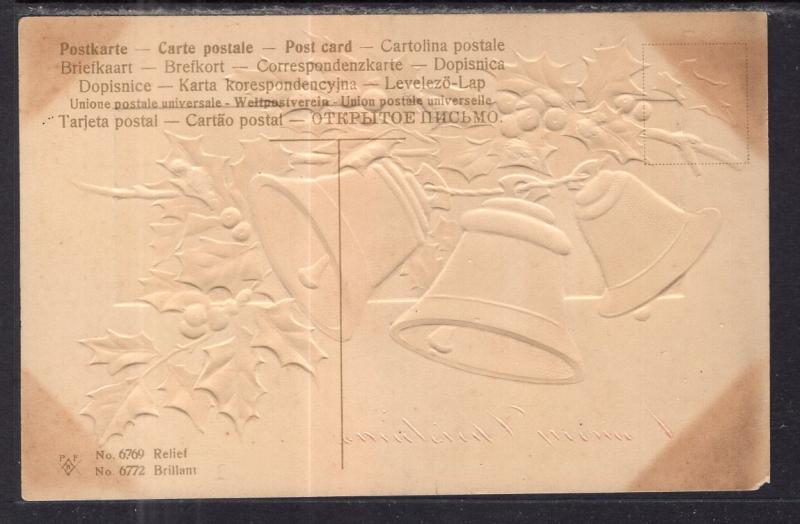 Postkarte — Carte postale — Post card — Cartolina postale
Briefkaart — Brefkort — Correspondenzkarte — Dopisnica
Dopisnice — Karta korespondencyjna — Levelező-Lap
Unione postale universale - Weltpostverein - Union postale universelle
Tarjeta postal — Cartão postal — ОТКРЫТОЕ ПИСЬМО.
P F
B
No. 6769 Relief
No. 6772 Brillant